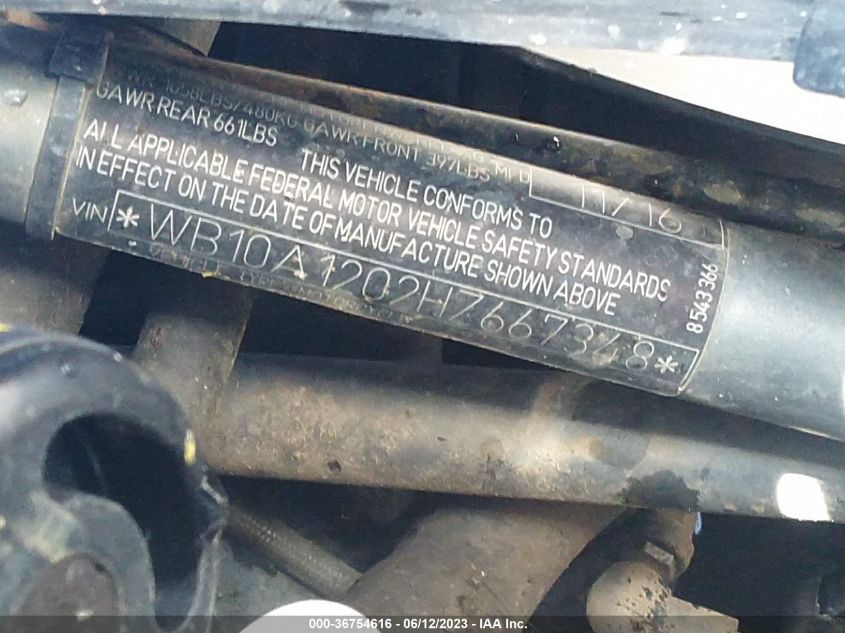 1058LBS/480KG GAWR FRONT 397LBS MFD 11/16
GAWR REAR 661LBS
THIS VEHICLE CONFORMS TO
ALL APPLICABLE FEDERAL MOTOR VEHICLE SAFETY STANDARDS
IN EFFECT ON THE DATE OF MANUFACTURE SHOWN ABOVE
VIN *WB10A1202HZ667348*
8543366
000-36754616 - 06/12/2023 - IAA Inc.